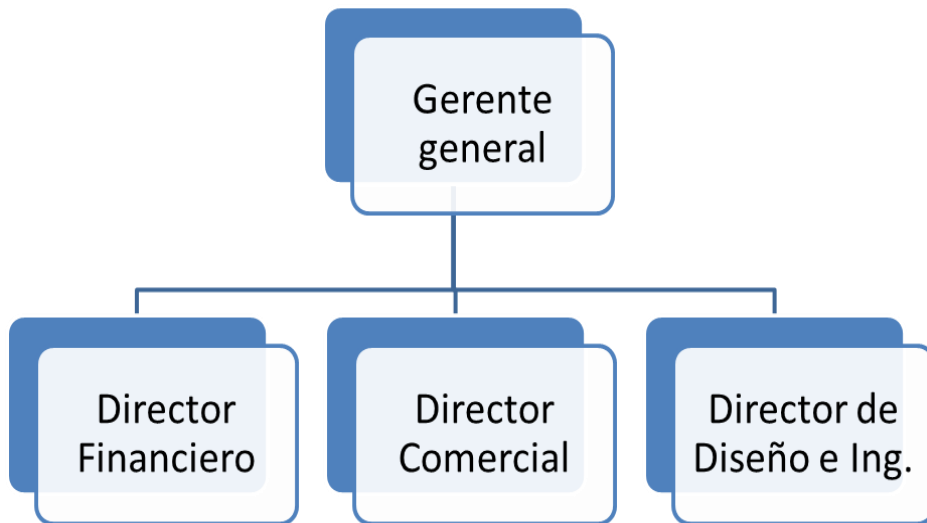 Gerente
general
Director
Financiero
Director
Comercial
Director de
Diseño e Ing.